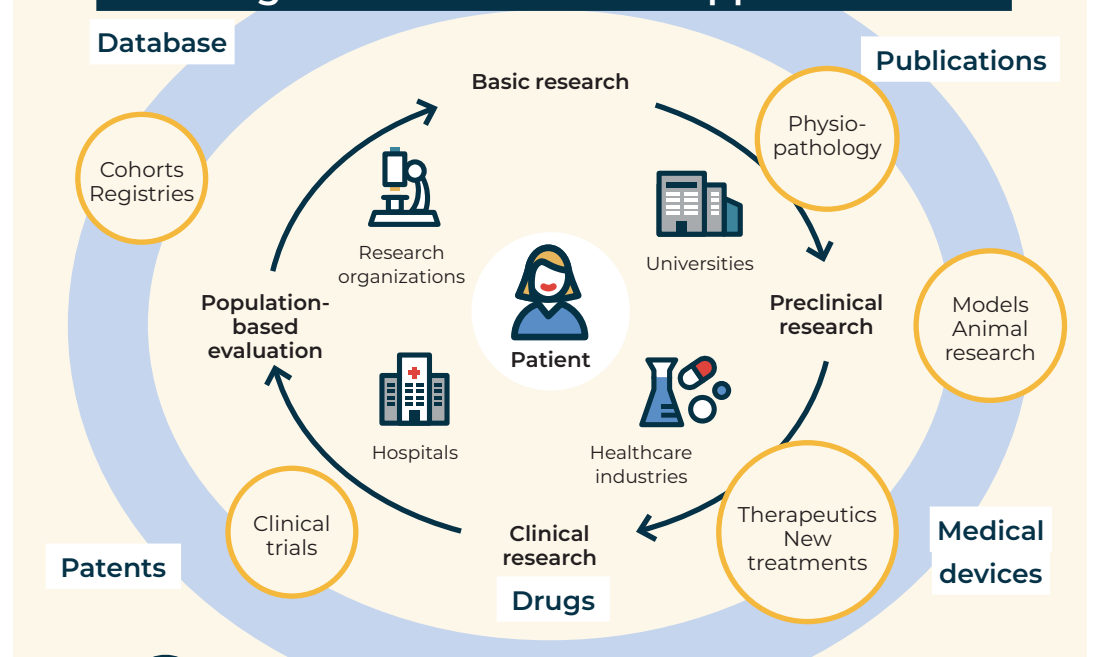 Database
Publications
Basic research
Physio-
pathology
Cohorts
Registries
Research
organizations
Universities
Population-
based
evaluation
Patient
Preclinical
research
Models
Animal
research
Hospitals
Healthcare
industries
Clinical
trials
Clinical
research
Therapeutics
New
treatments
Medical
devices
Patents
Drugs